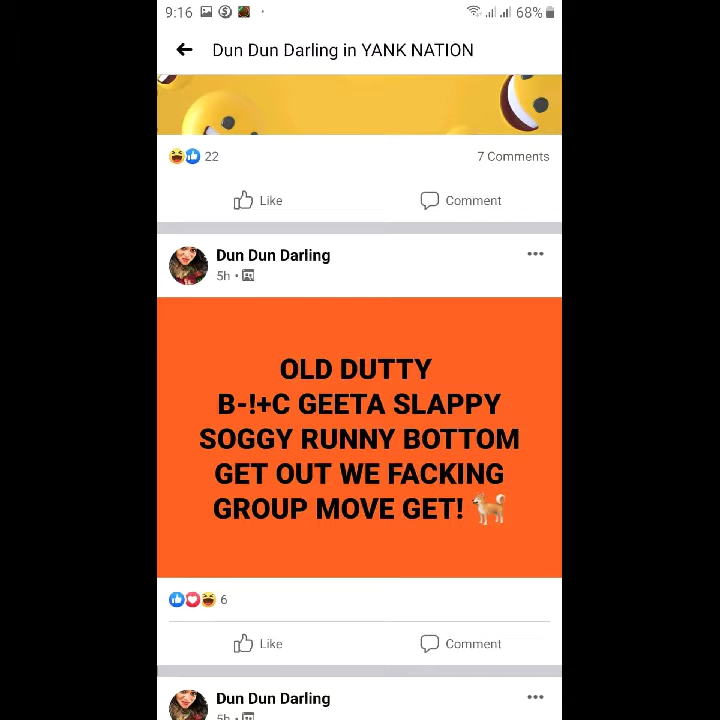 9:16 68%
Dun Dun Darling in YANK NATION
22 7 Comments
Like Comment
Dun Dun Darling
5h •
OLD DUTTY
B-!+C GEETA SLAPPY
SOGGY RUNNY BOTTOM
GET OUT WE FACKING
GROUP MOVE GET!
6
Like Comment
Dun Dun Darling
5h •